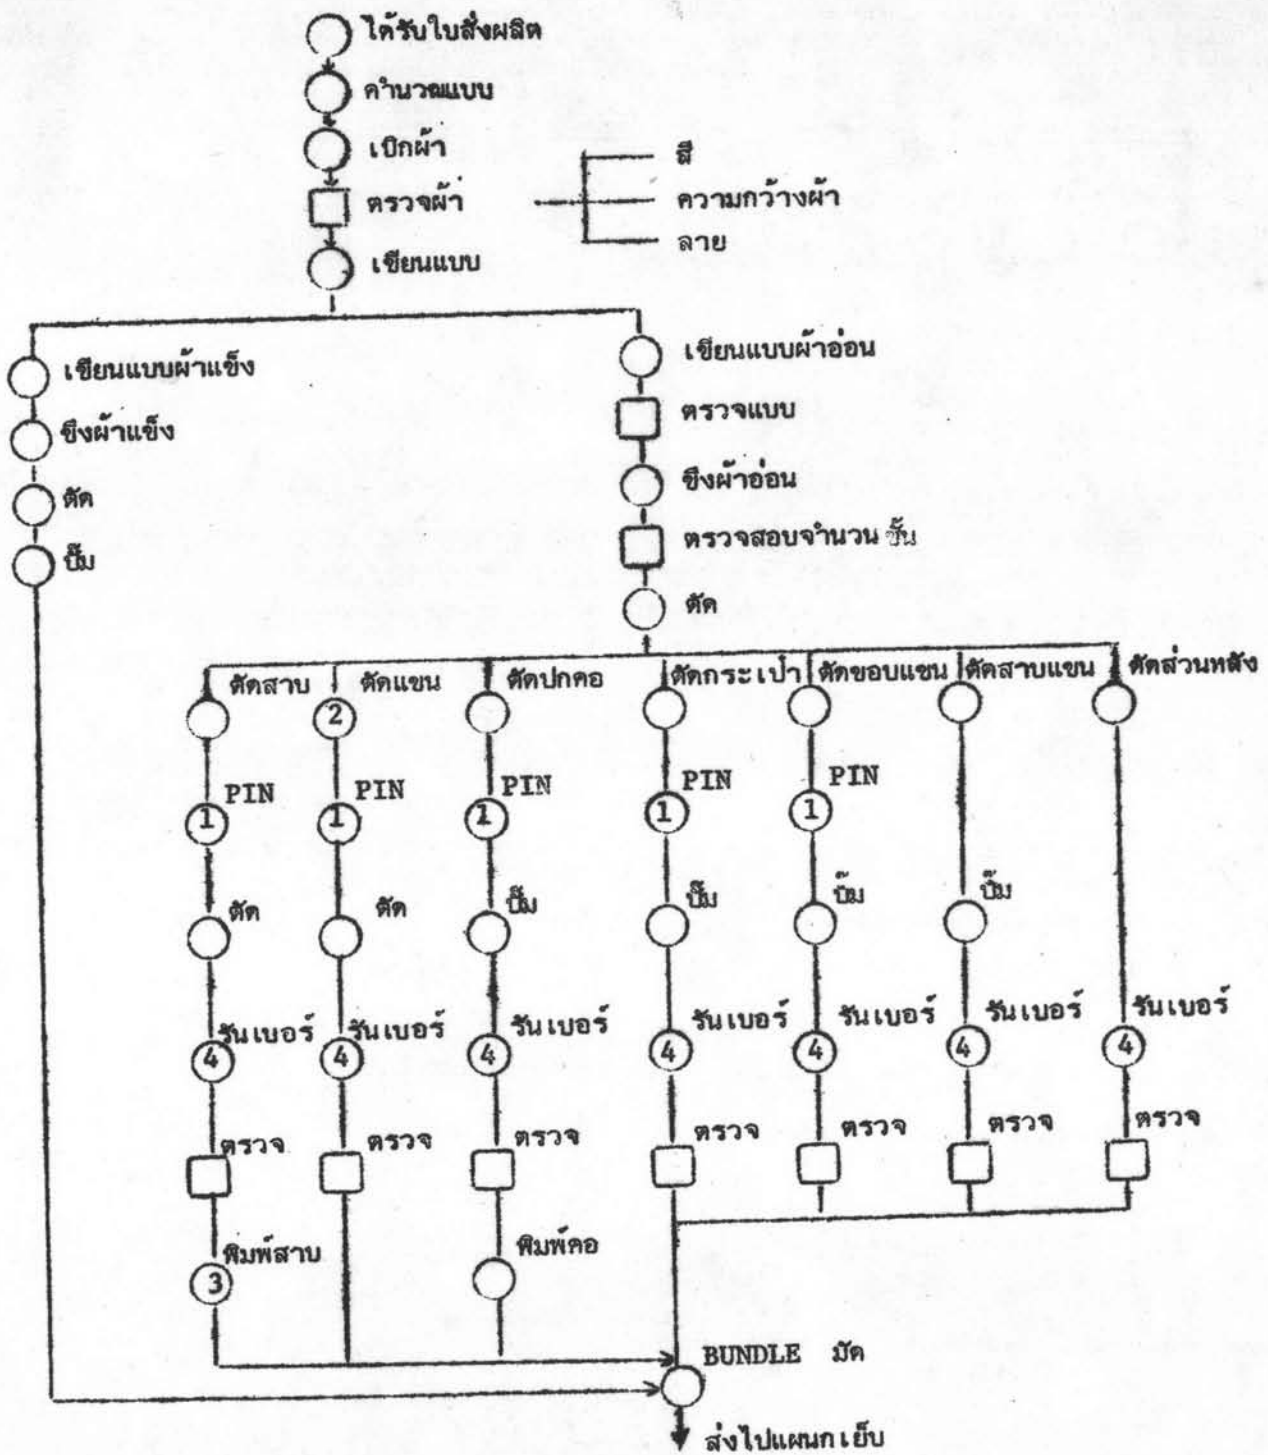 ได้รับใบสั่งผลิต
คำนวณแบบ
เบิกผ้า
ตรวจผ้า
สี
ความกว้างผ้า
ลาย
เขียนแบบ
เขียนแบบผ้าแข็ง
ขึงผ้าแข็ง
ตัด
ปั๊ม
เขียนแบบผ้าอ่อน
ตรวจแบบ
ขึงผ้าอ่อน
ตรวจสอบจำนวนชั้น
ตัด
ตัดสาบ ตัดแขน ตัดปกคอ ตัดกระเป๋า ตัดขอบแขน ตัดสาบแขน ตัดส่วนหลัง
2
PIN PIN PIN PIN PIN
1 1 1 1 1
ตัด ตัด ปั๊ม ปั๊ม ปั๊ม ปั๊ม
รันเบอร์ รันเบอร์ รันเบอร์ รันเบอร์ รันเบอร์ รันเบอร์ รันเบอร์
4 4 4 4 4 4 4
ตรวจ ตรวจ ตรวจ ตรวจ ตรวจ ตรวจ ตรวจ
พิมพ์สาบ พิมพ์คอ
3
BUNDLE มัด
ส่งไปแผนกเย็บ